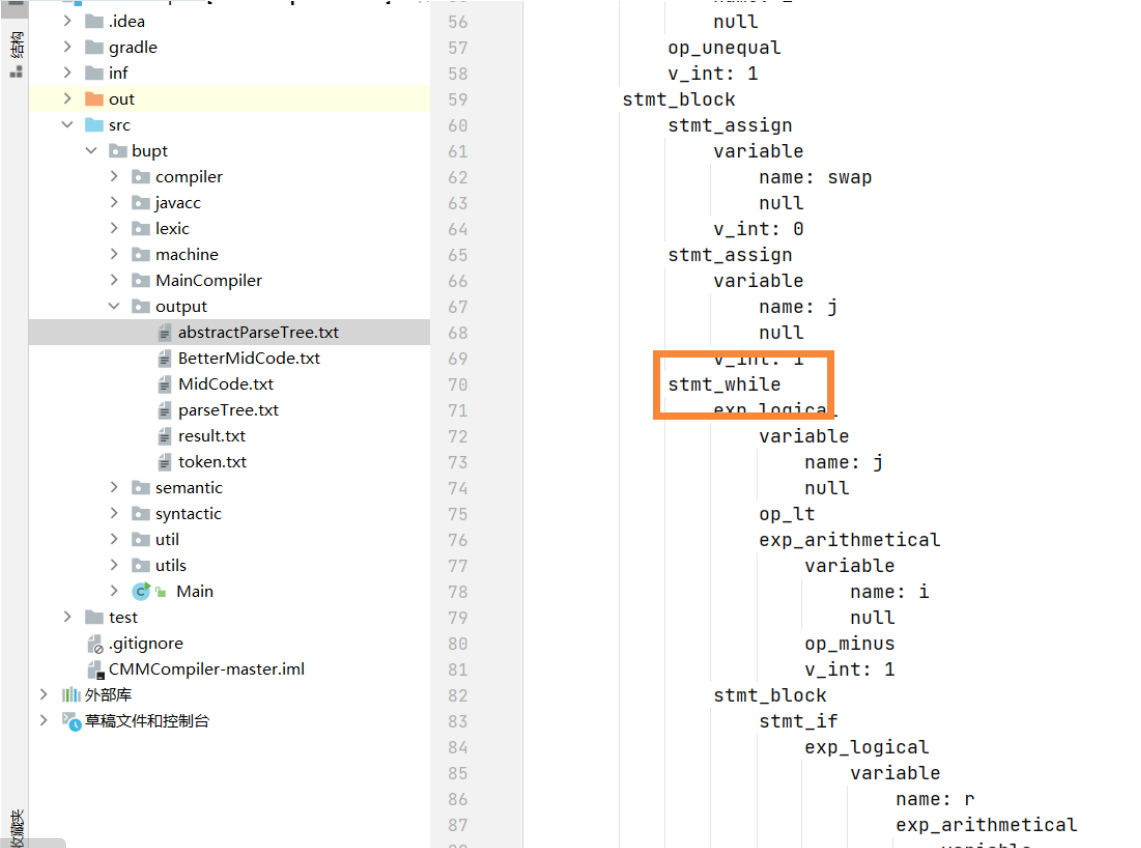 结构
收藏夹
.idea
gradle
inf
out
src
bupt
compiler
javacc
lexic
machine
MainCompiler
output
abstractParseTree.txt
BetterMidCode.txt
MidCode.txt
parseTree.txt
result.txt
token.txt
semantic
syntactic
util
utils
Main
test
.gitignore
CMMCompiler-master.iml
外部库
草稿文件和控制台
56 null
57 op_unequal
58 v_int: 1
59 stmt_block
60 stmt_assign
61 variable
62 name: swap
63 null
64 v_int: 0
65 stmt_assign
66 variable
67 name: j
68 null
69 v_int: 1
70 stmt_while
71 exp_logical
72 variable
73 name: j
74 null
75 op_lt
76 exp_arithmetical
77 variable
78 name: i
79 null
80 op_minus
81 v_int: 1
82 stmt_block
83 stmt_if
84 exp_logical
85 variable
86 name: r
87 exp_arithmetical
variable